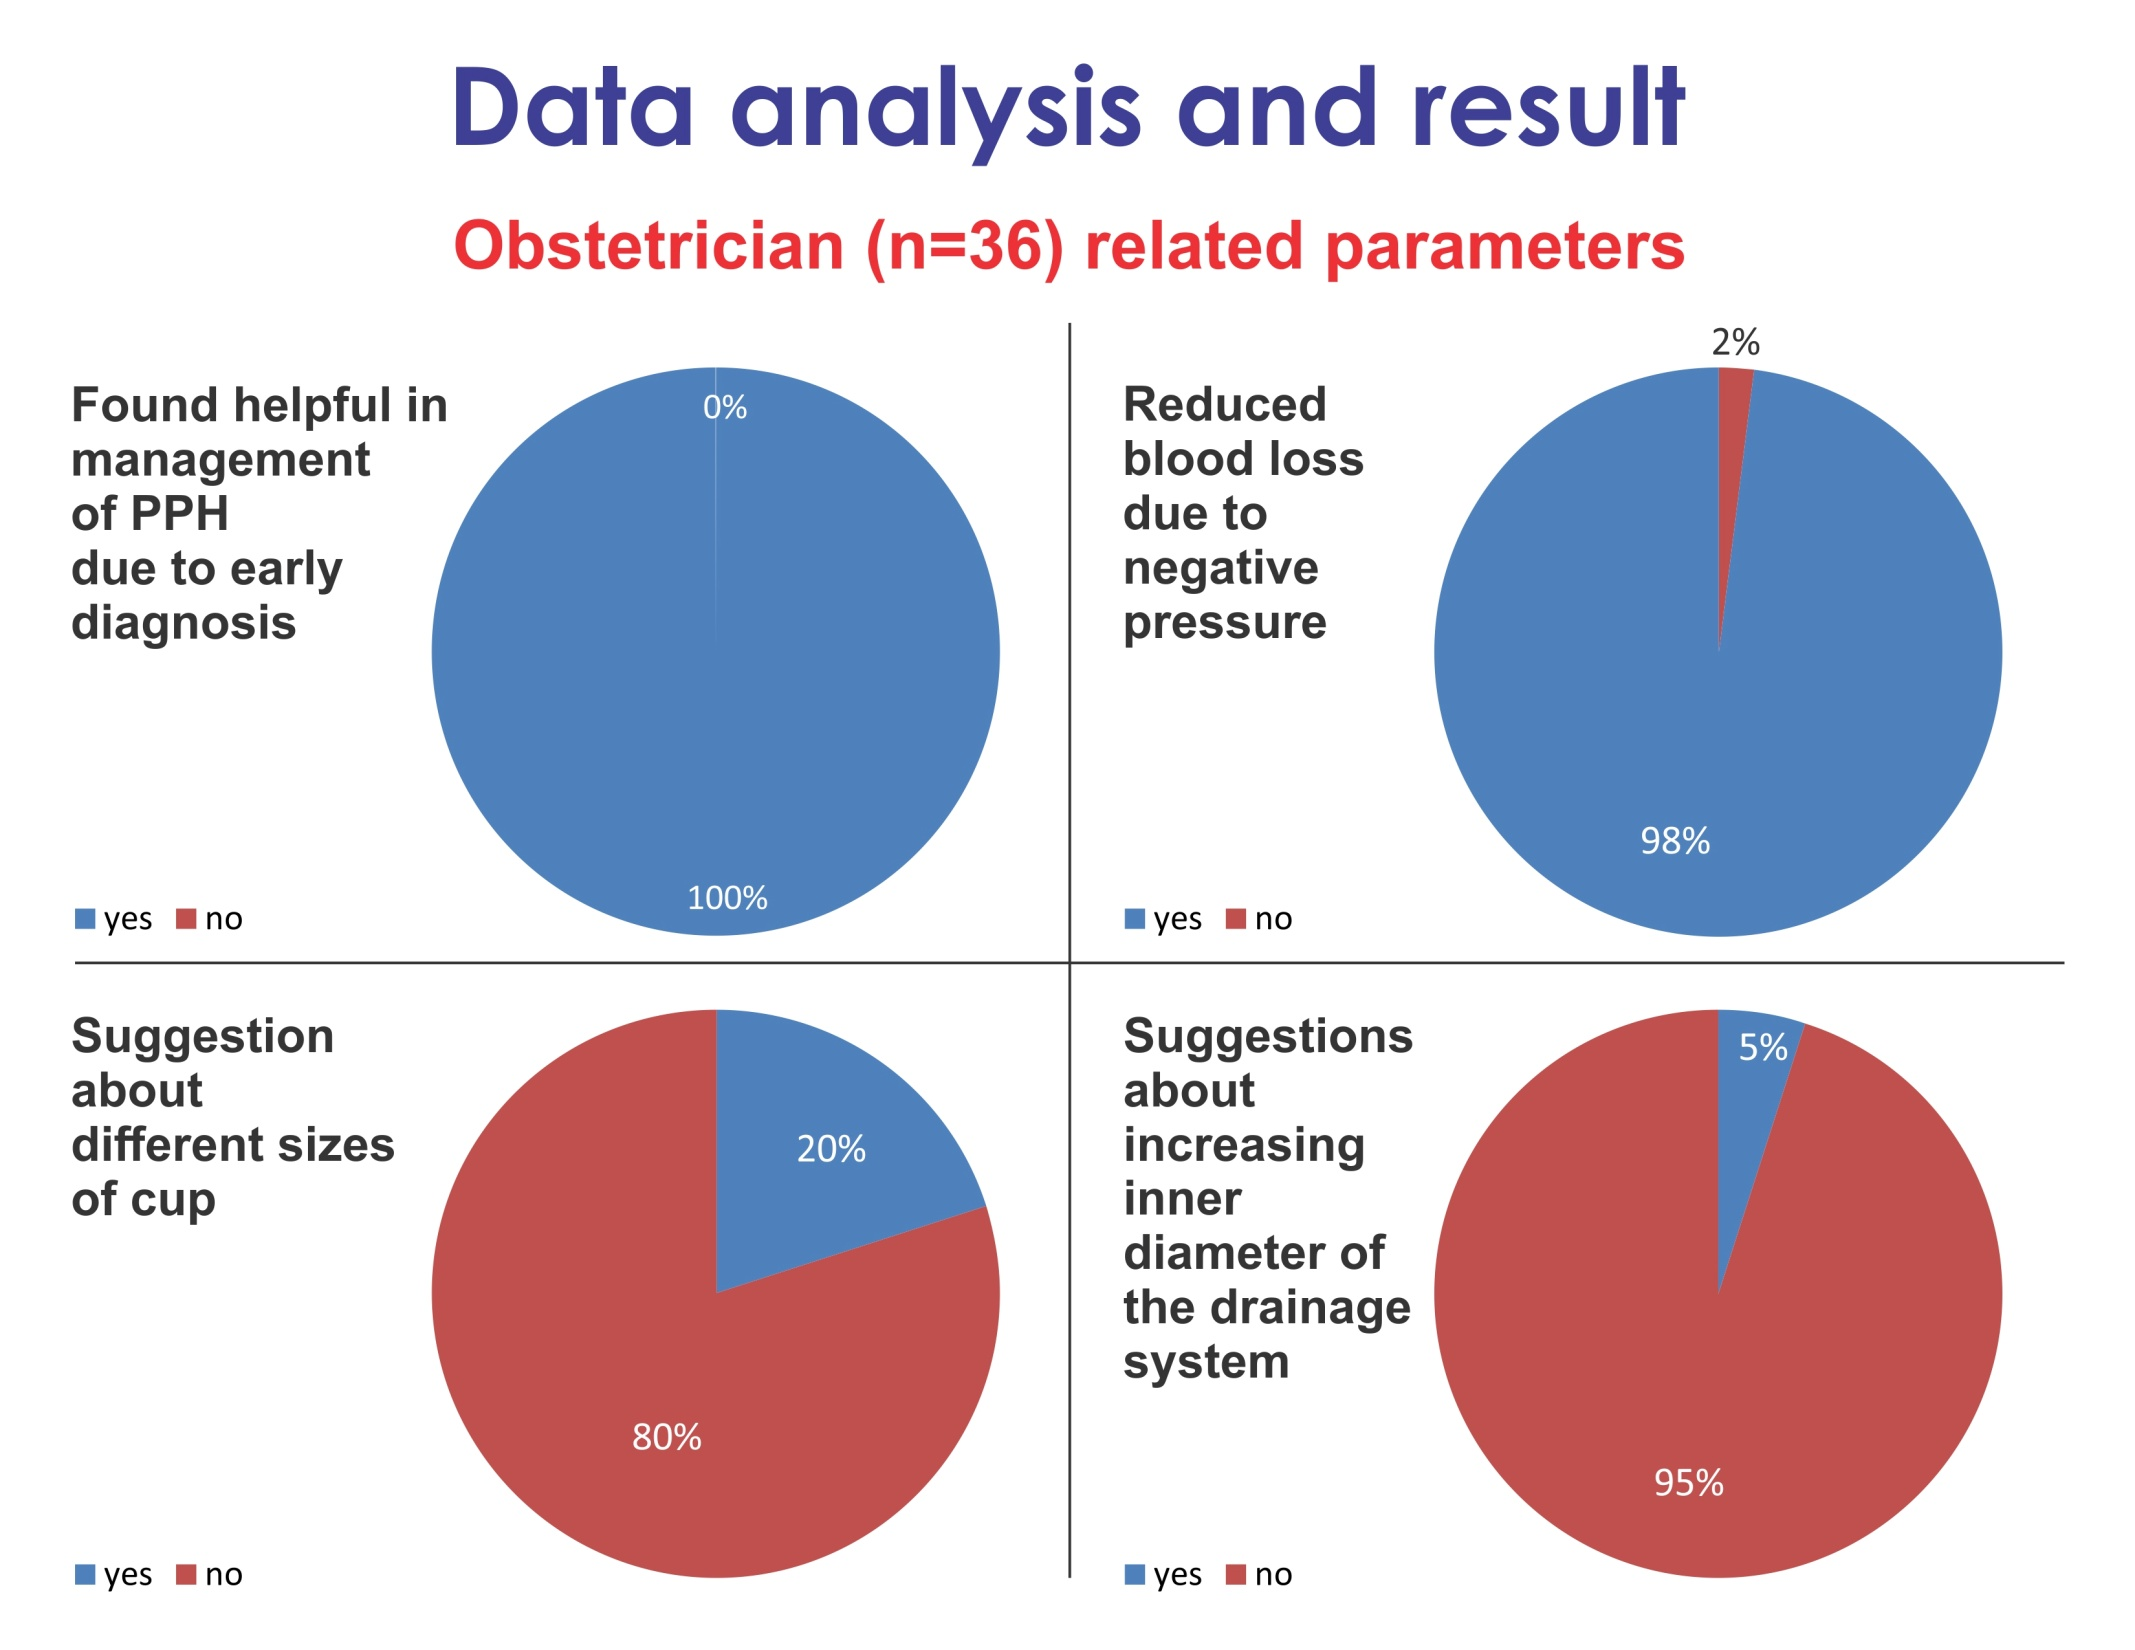 Data analysis and result
Obstetrician (n=36) related parameters
Found helpful in
management
of PPH
due to early
diagnosis
0%
100%
yes no
Reduced
blood loss
due to
negative
pressure
2%
98%
yes no
Suggestion
about
different sizes
of cup
20%
80%
yes no
Suggestions
about
increasing
inner
diameter of
the drainage
system
5%
95%
yes no